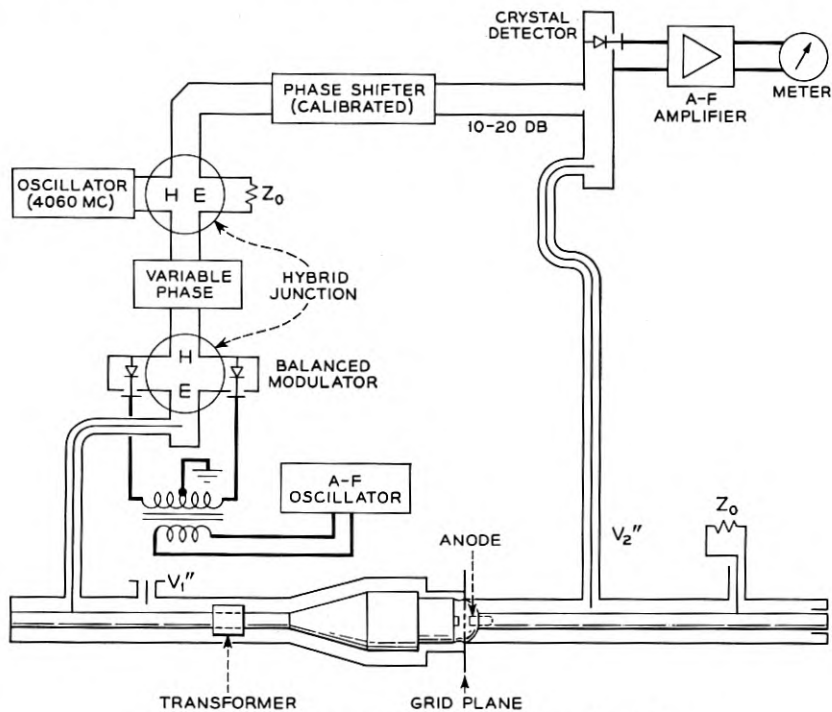 CRYSTAL
DETECTOR
PHASE SHIFTER
(CALIBRATED)
10-20 DB
A-F
AMPLIFIER
METER
OSCILLATOR
(4060 MC)
H E
Z₀
VARIABLE
PHASE
HYBRID
JUNCTION
H
E
BALANCED
MODULATOR
A-F
OSCILLATOR
ANODE
V₂″
Z₀
V₁″
TRANSFORMER
GRID PLANE